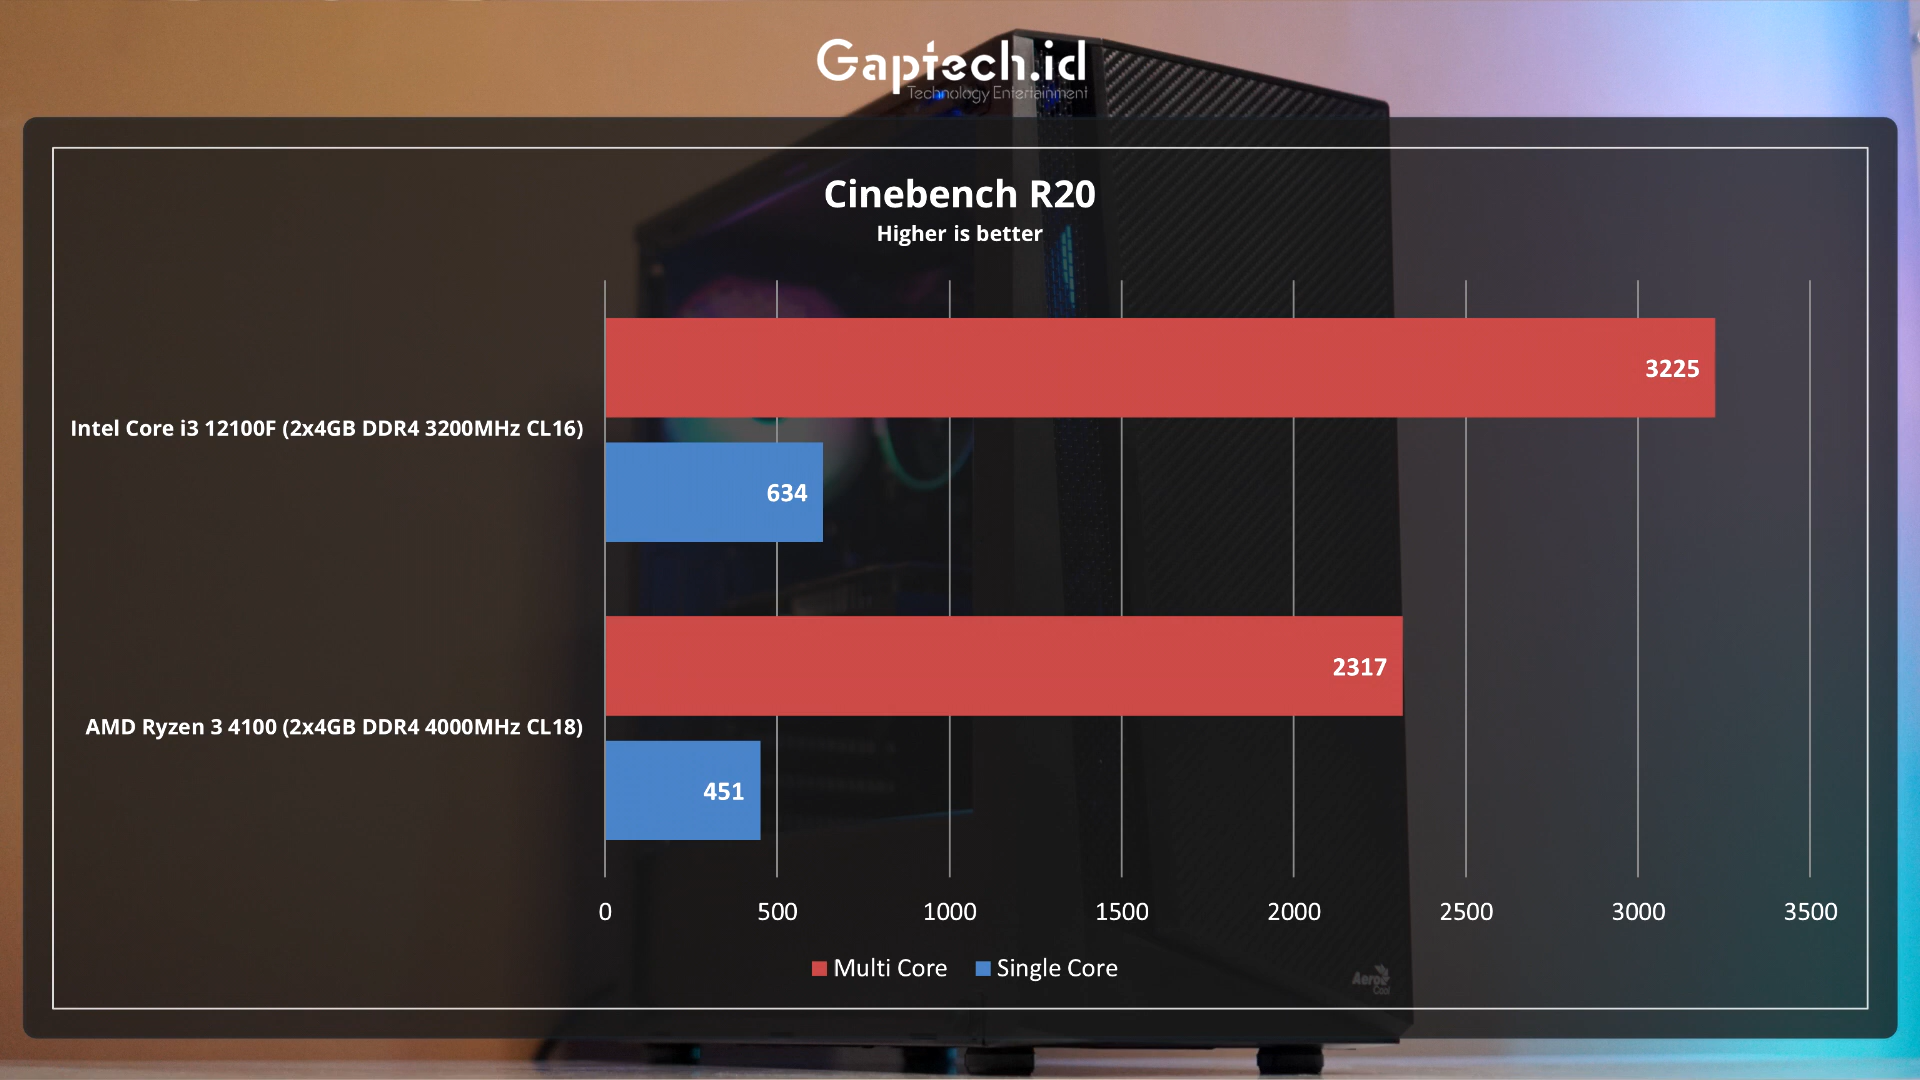 Gaptech.id
Technology Entertainment
Cinebench R20
Higher is better
3225
Intel Core i3 12100F (2x4GB DDR4 3200MHz CL16)
634
2317
AMD Ryzen 3 4100 (2x4GB DDR4 4000MHz CL18)
451
0 500 1000 1500 2000 2500 3000 3500
Multi Core Single Core
Aero
Cool